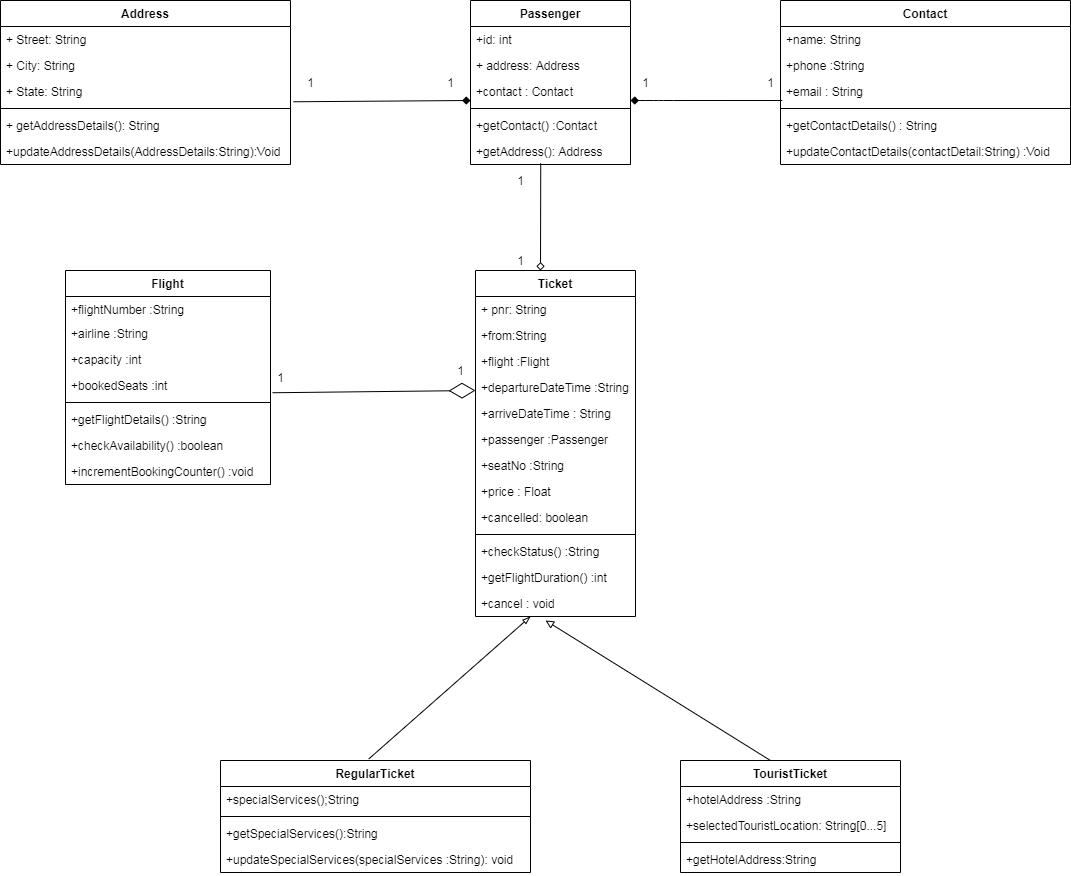 Address
+ Street: String
+ City: String
+ State: String
+ getAddressDetails(): String
+updateAddressDetails(AddressDetails:String):Void
1
1
Passenger
+id: int
+ address: Address
+contact : Contact
+getContact() :Contact
+getAddress(): Address
1
1
Contact
+name: String
+phone :String
+email : String
+getContactDetails() : String
+updateContactDetails(contactDetail:String) :Void
1
1
Flight
+flightNumber :String
+airline :String
+capacity :int
+bookedSeats :int
+getFlightDetails() :String
+checkAvailability() :boolean
+incrementBookingCounter() :void
1
1
Ticket
+ pnr: String
+from:String
+flight :Flight
+departureDateTime :String
+arriveDateTime : String
+passenger :Passenger
+seatNo :String
+price : Float
+cancelled: boolean
+checkStatus() :String
+getFlightDuration() :int
+cancel : void
RegularTicket
+specialServices();String
+getSpecialServices():String
+updateSpecialServices(specialServices :String): void
TouristTicket
+hotelAddress :String
+selectedTouristLocation: String[0...5]
+getHotelAddress:String